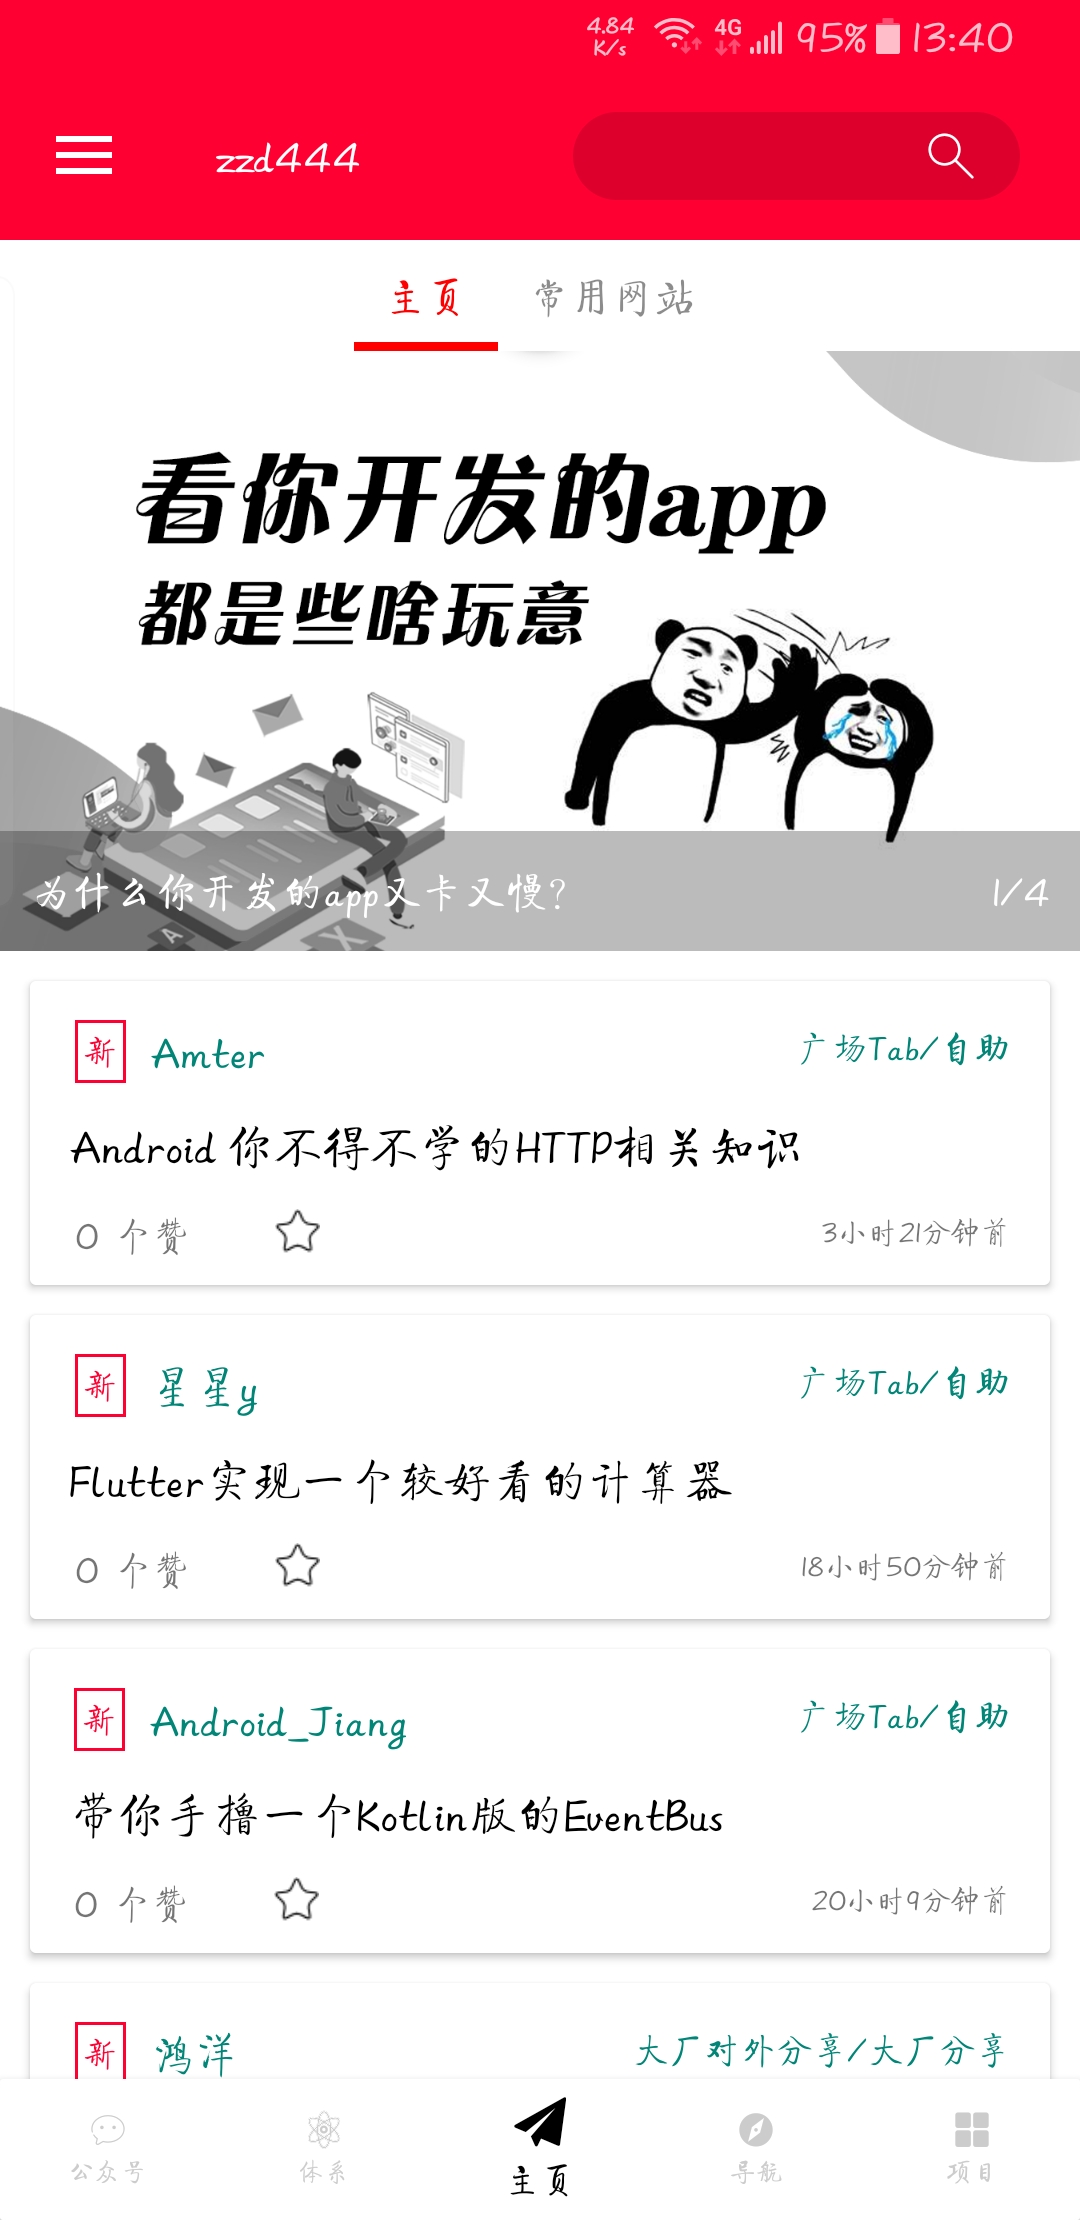 4.84
K/s
4G
95%
13:40
zzd444
主页
常用网站
看你开发的app
都是些啥玩意
A
X
为什么你开发的app又卡又慢?
1/4
新
Amter
广场Tab/自助
Android 你不得不学的HTTP相关知识
0 个赞
3小时21分钟前
新
星星y
广场Tab/自助
Flutter实现一个较好看的计算器
0 个赞
18小时50分钟前
新
Android_Jiang
广场Tab/自助
带你手撸一个Kotlin版的EventBus
0 个赞
20小时9分钟前
新
鸿洋
大厂对外分享/大厂分享
公众号
体系
主页
导航
项目